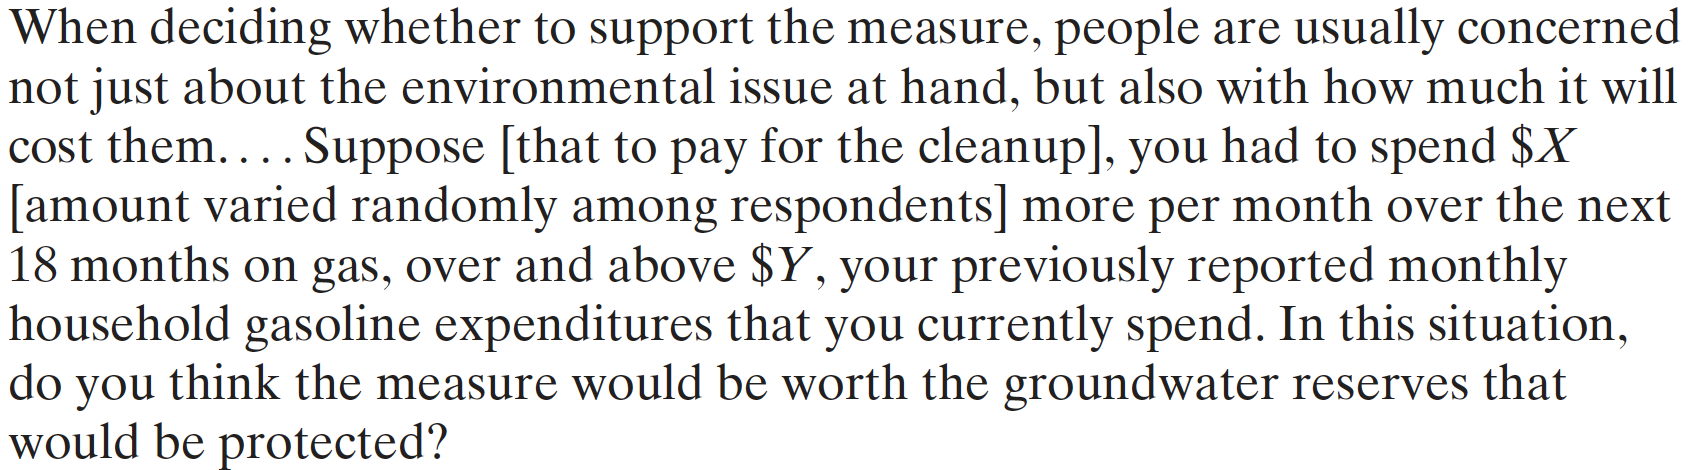 When deciding whether to support the measure, people are usually concerned
not just about the environmental issue at hand, but also with how much it will
cost them. . . . Suppose [that to pay for the cleanup], you had to spend $X
[amount varied randomly among respondents] more per month over the next
18 months on gas, over and above $Y, your previously reported monthly
household gasoline expenditures that you currently spend. In this situation,
do you think the measure would be worth the groundwater reserves that
would be protected?